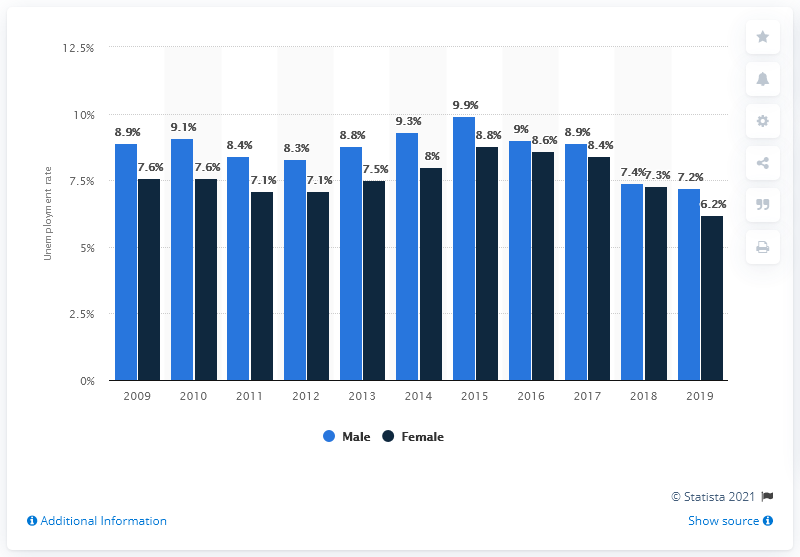 12.5%
10%
7.5%
5%
2.5%
0%
Unemployment rate
8.9% 7.6% 9.1% 7.6% 8.4% 7.1% 8.3% 7.1% 8.8% 7.5% 9.3% 8% 9.9% 8.8% 9% 8.6% 8.9% 8.4% 7.4% 7.3% 7.2% 6.2%
2009 2010 2011 2012 2013 2014 2015 2016 2017 2018 2019
Male Female
© Statista 2021
Additional Information Show source